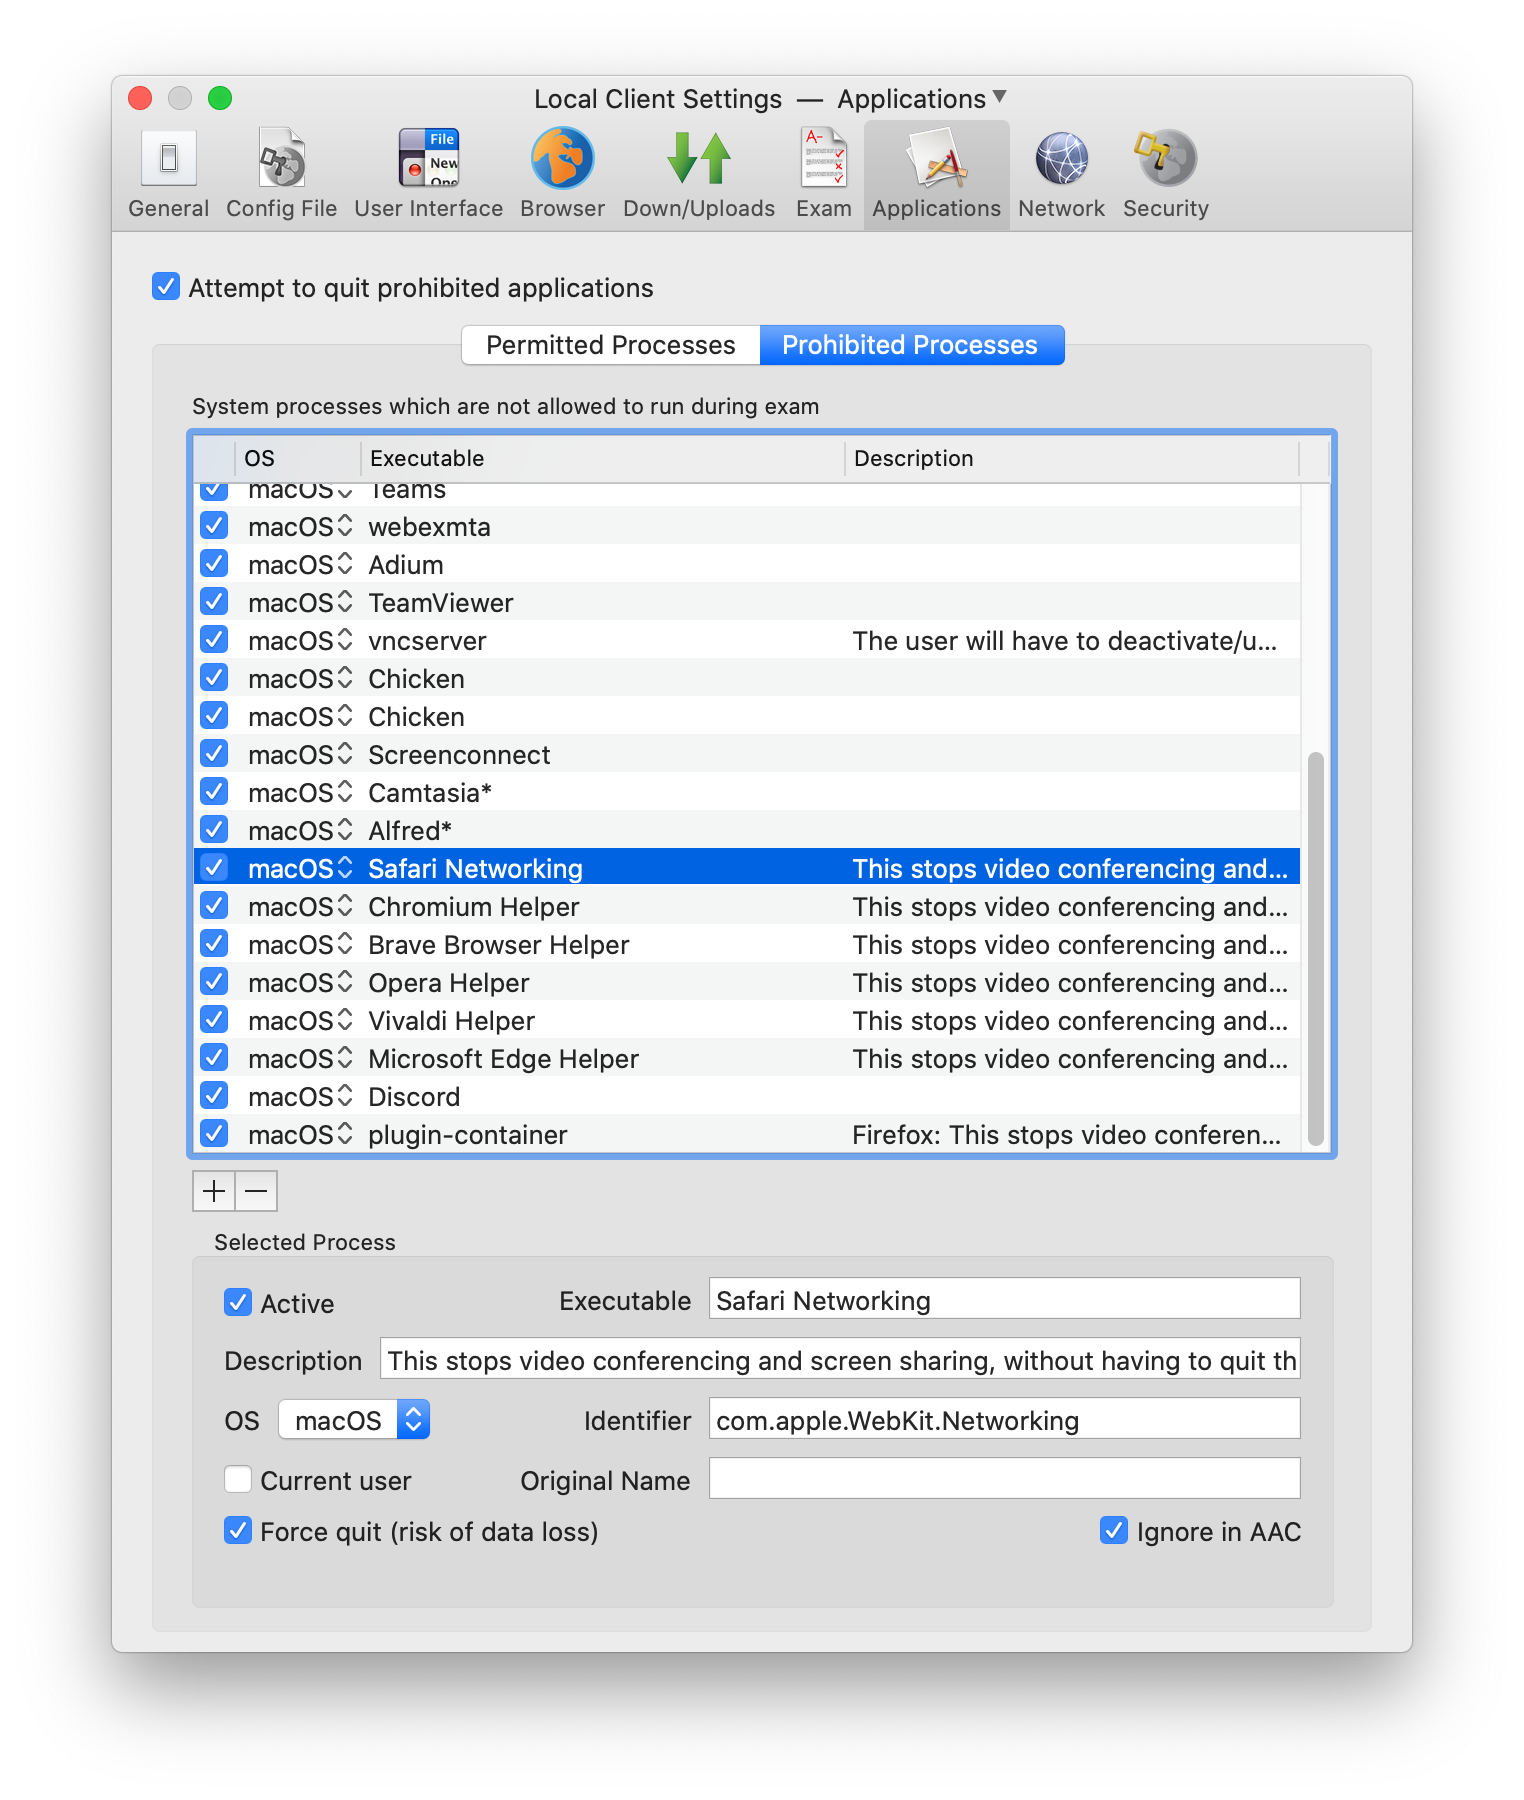 Local Client Settings — Applications
File
New
General
Config File
User Interface
Browser
Down/Uploads
A-
Exam
Applications
Network
Security
Attempt to quit prohibited applications
Permitted Processes
Prohibited Processes
System processes which are not allowed to run during exam
OS Executable Description
macOS Teams
macOS webexmta
macOS Adium
macOS TeamViewer
macOS vncserver The user will have to deactivate/u...
macOS Chicken
macOS Chicken
macOS Screenconnect
macOS Camtasia*
macOS Alfred*
macOS Safari Networking This stops video conferencing and...
macOS Chromium Helper This stops video conferencing and...
macOS Brave Browser Helper This stops video conferencing and...
macOS Opera Helper This stops video conferencing and...
macOS Vivaldi Helper This stops video conferencing and...
macOS Microsoft Edge Helper This stops video conferencing and...
macOS Discord
macOS plugin-container Firefox: This stops video conferen...
Selected Process
Active Executable Safari Networking
Description This stops video conferencing and screen sharing, without having to quit th
OS macOS Identifier com.apple.WebKit.Networking
Current user Original Name
Force quit (risk of data loss) Ignore in AAC